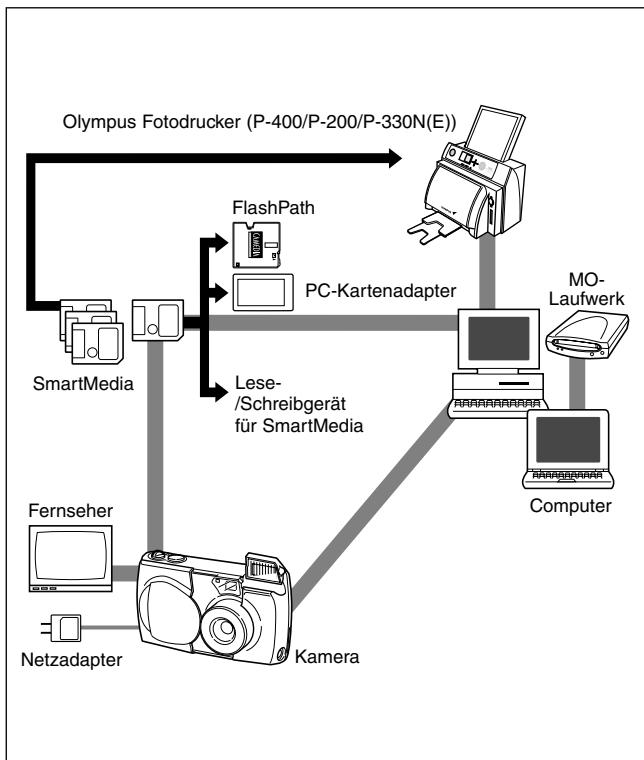 Olympus Fotodrucker (P-400/P-200/P-330N(E))
FlashPath
PC-Kartenadapter
MO-
Laufwerk
SmartMedia
Lese-
/Schreibgerät
für SmartMedia
Computer
Fernseher
Netzadapter
Kamera